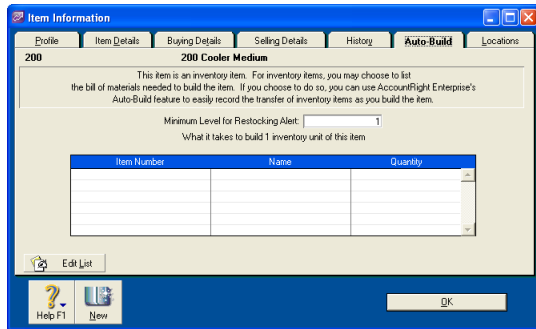 Item Information
Profile Item Details Buying Details Selling Details History Auto-Build Locations
200 200 Cooler Medium
This item is an inventory item. For inventory items, you may choose to list
the bill of materials needed to build the item. If you choose to do so, you can use AccountRight Enterprise's
Auto-Build feature to easily record the transfer of inventory items as you build the item.
Minimum Level for Restocking Alert: 1
What it takes to build 1 inventory unit of this item
Item Number Name Quantity
Edit List
Help F1 New OK